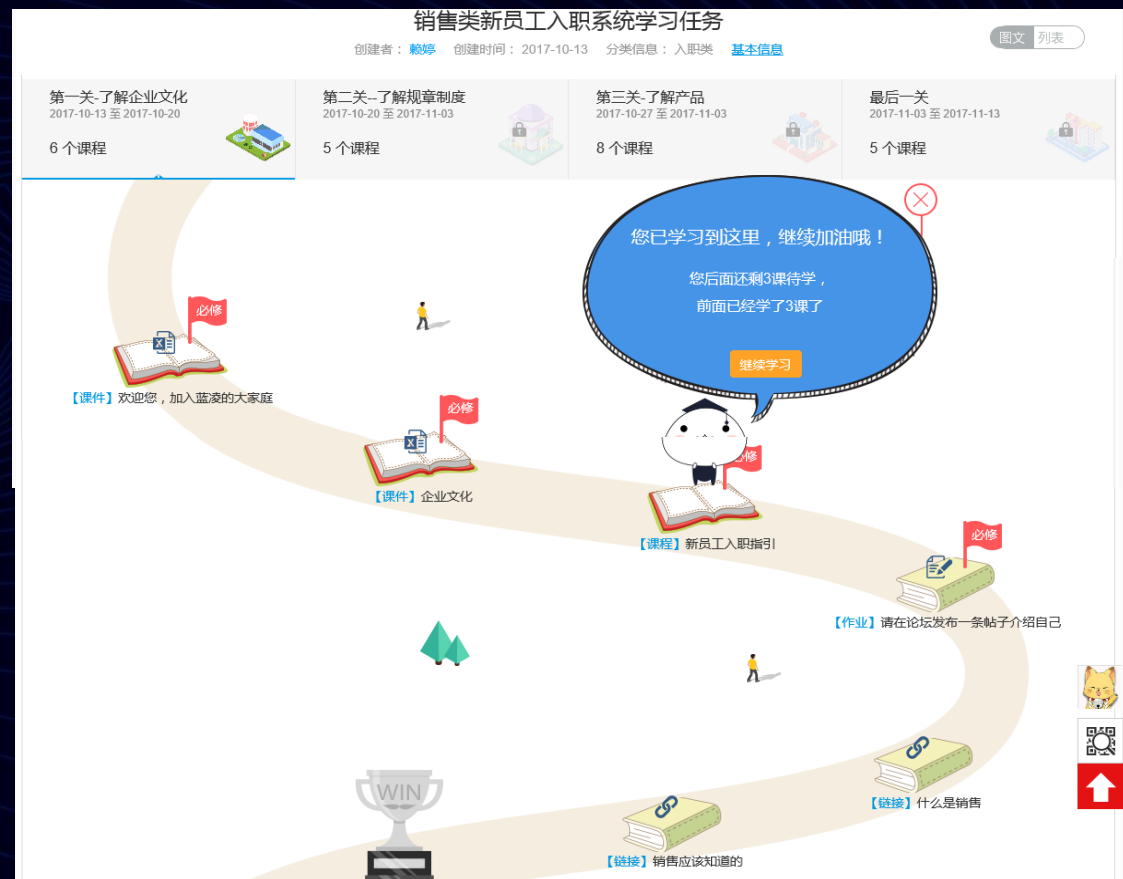 销售类新员工入职系统学习任务
创建者： 赖婷 创建时间： 2017-10-13 分类信息： 入职类 基本信息
图文 列表
第一关-了解企业文化
2017-10-13 至 2017-10-20
6 个课程
第二关--了解规章制度
2017-10-20 至 2017-11-03
5 个课程
第三关-了解产品
2017-10-27 至 2017-11-03
8 个课程
最后一关
2017-11-03 至 2017-11-13
5 个课程
您已学习到这里，继续加油哦！
您后面还剩3课待学，
前面已经学了3课了
继续学习
必修
【课件】欢迎您，加入蓝凌的大家庭
必修
【课件】企业文化
必修
【课程】新员工入职指引
必修
【作业】请在论坛发布一条帖子介绍自己
【链接】什么是销售
WIN
【链接】销售应该知道的